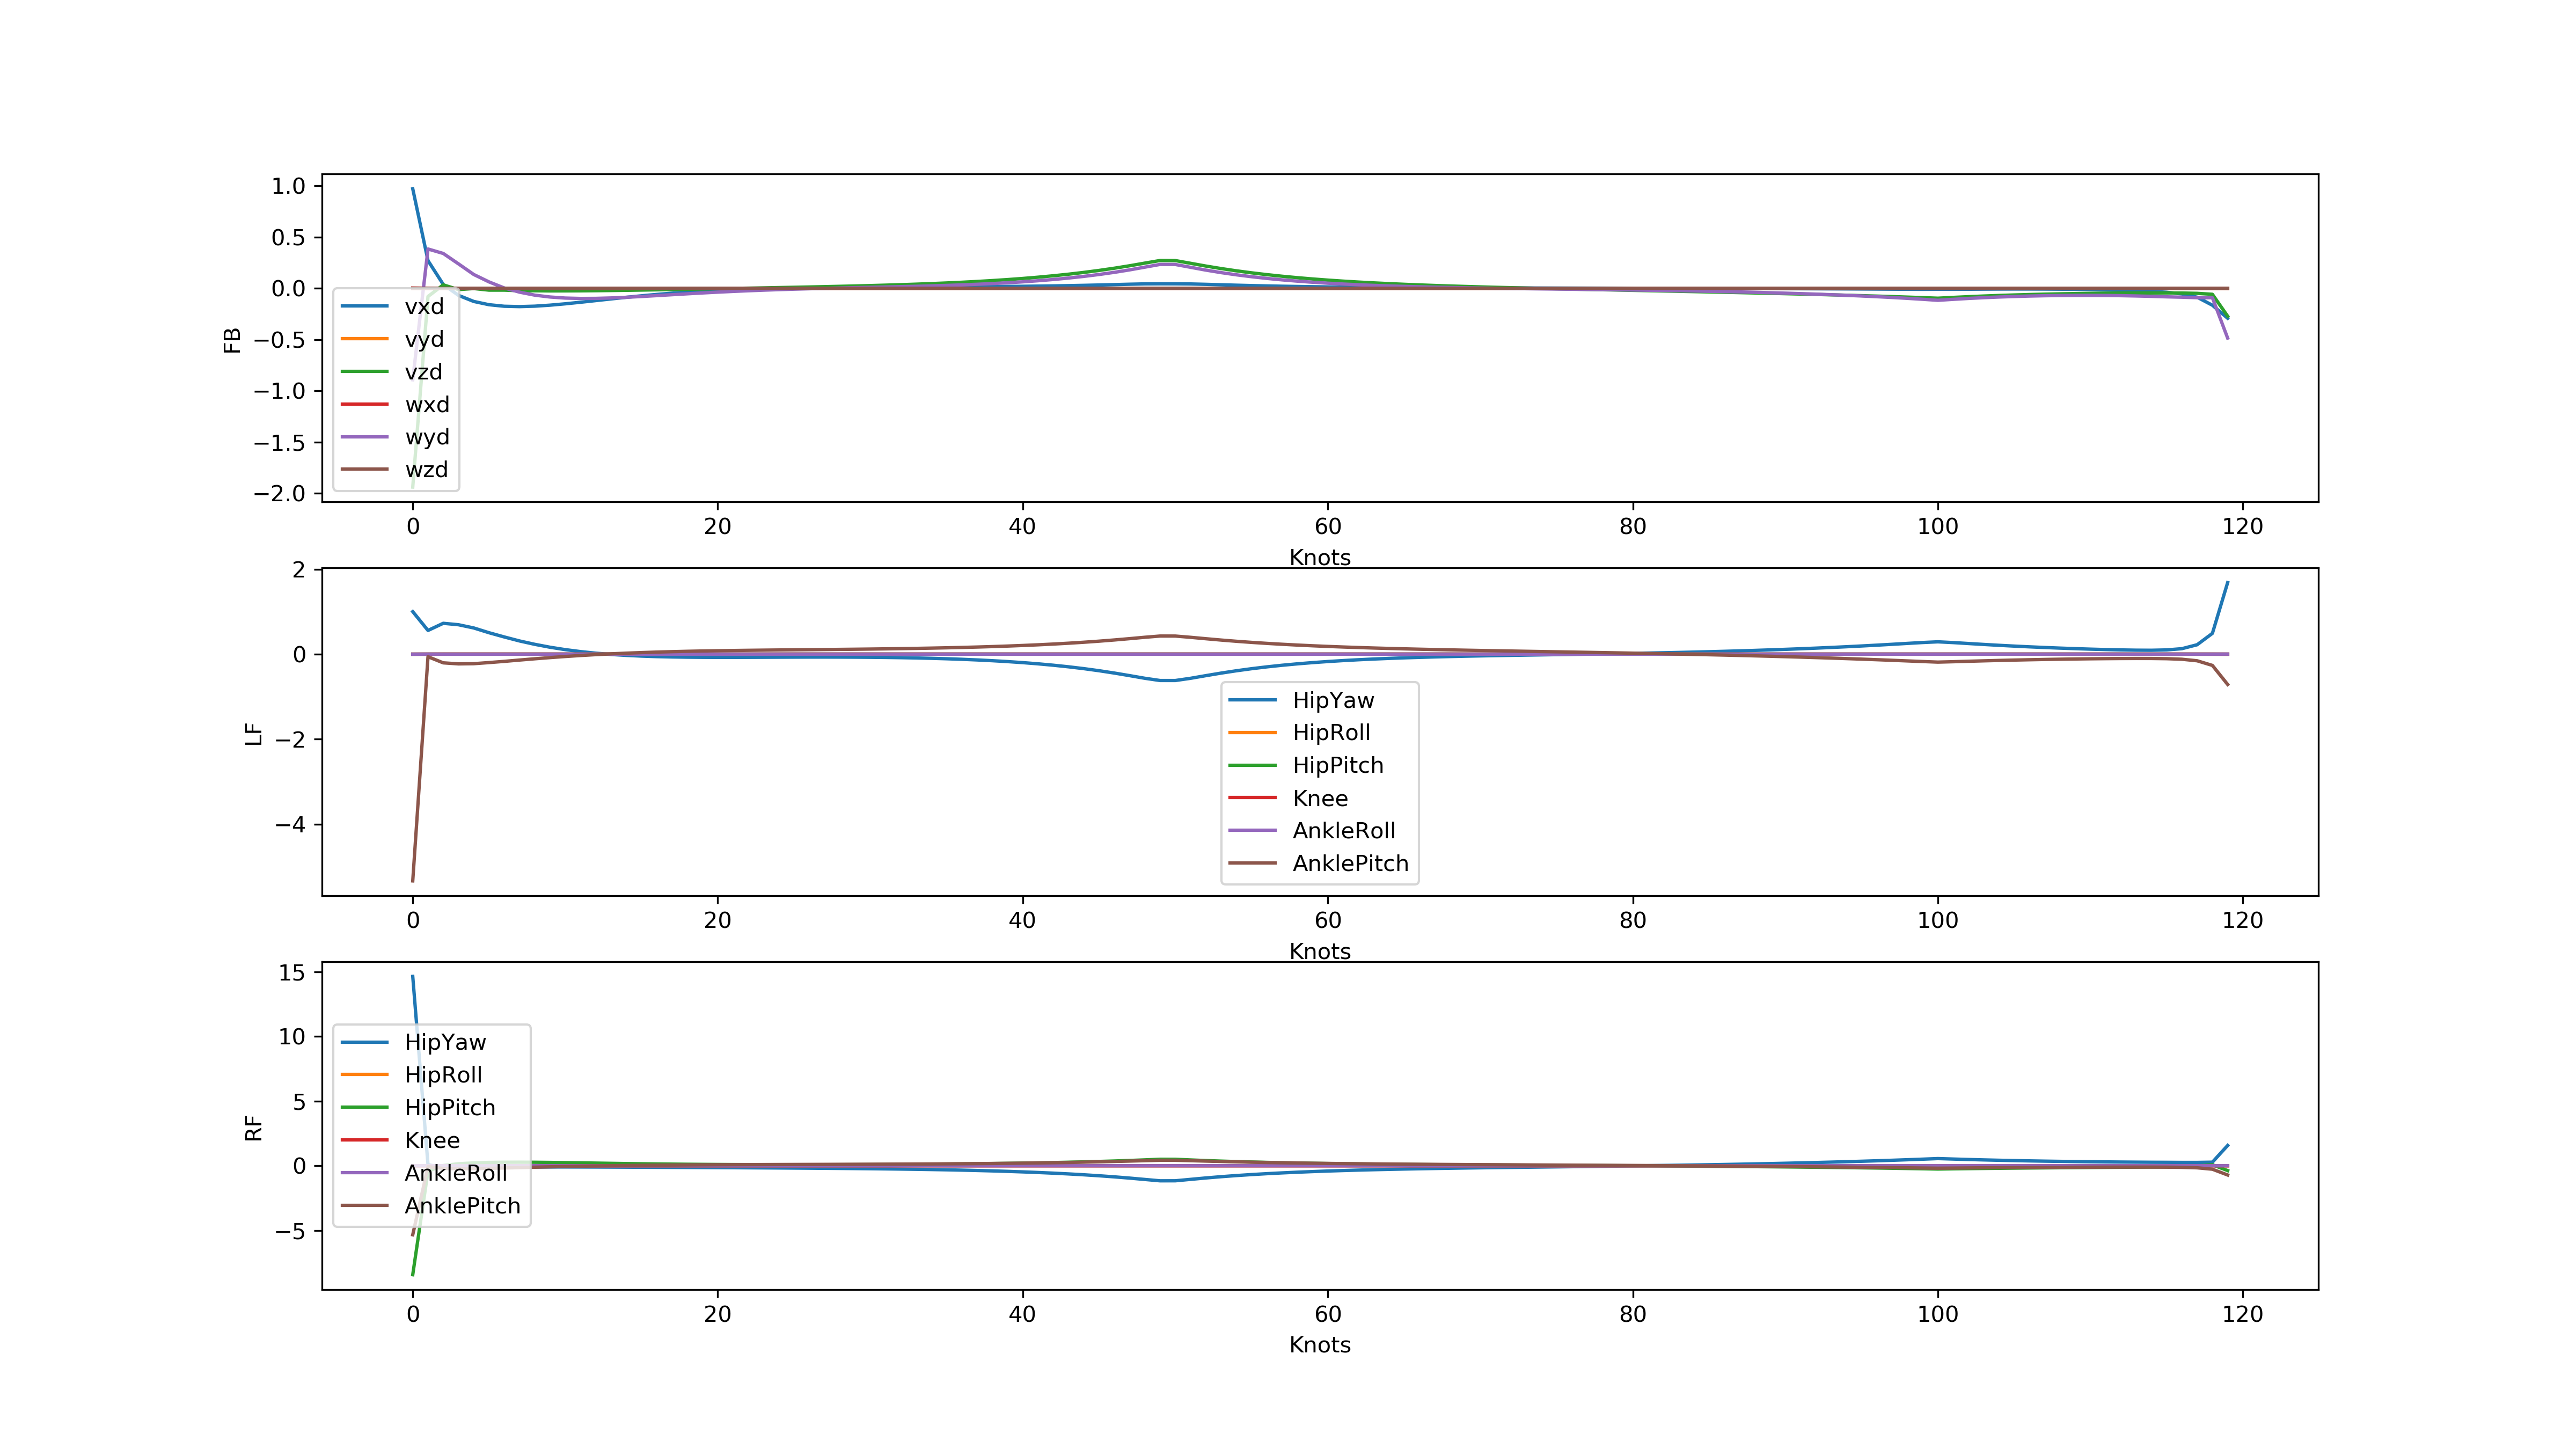 1.0
0.5
0.0
−0.5
−1.0
−1.5
−2.0
FB
vxd
vyd
vzd
wxd
wyd
wzd
0 20 40 60 80 100 120
Knots
2
0
−2
−4
LF
HipYaw
HipRoll
HipPitch
Knee
AnkleRoll
AnklePitch
0 20 40 60 80 100 120
Knots
15
10
5
0
−5
RF
HipYaw
HipRoll
HipPitch
Knee
AnkleRoll
AnklePitch
0 20 40 60 80 100 120
Knots